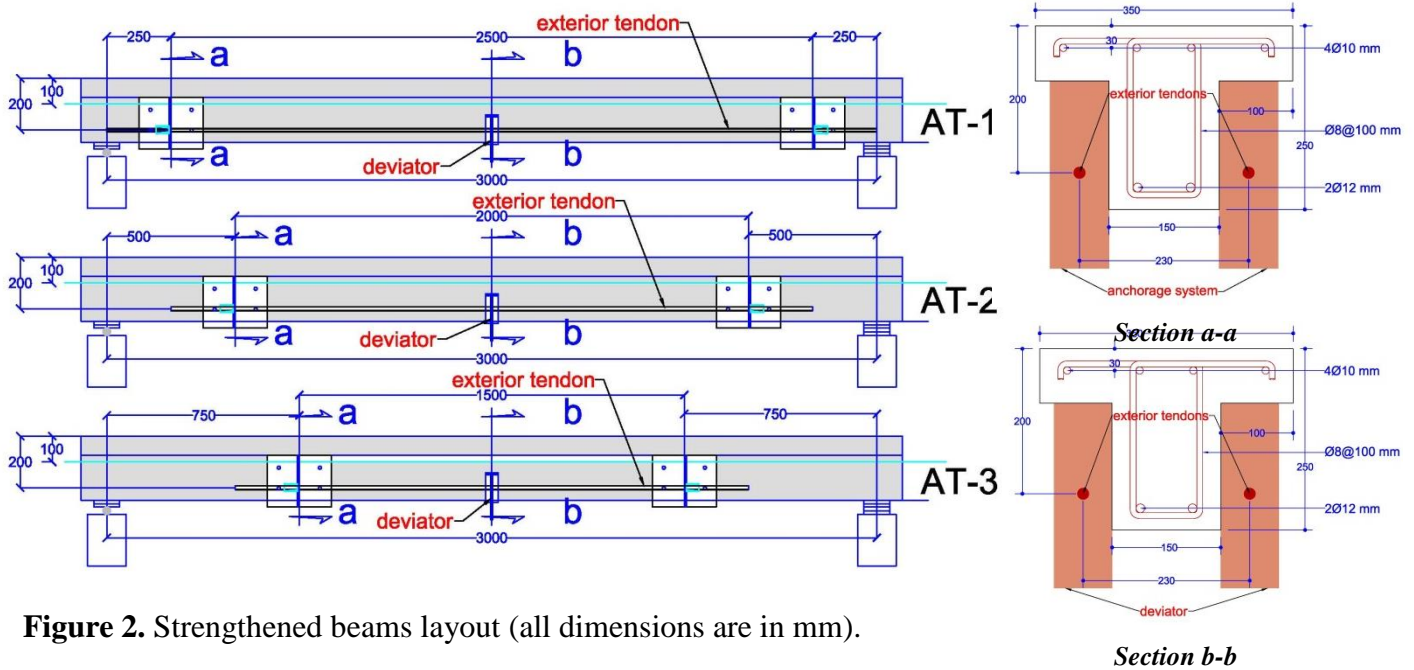 exterior tendon
250
2500
250
a
b
100
200
AT-1
a
b
deviator
3000
exterior tendon
2000
500
a
b
500
100
200
AT-2
a
b
deviator
3000
exterior tendon
1500
750
a
b
750
100
200
AT-3
a
b
deviator
3000
350
30
4Ø10 mm
200
exterior tendons
100
Ø8@100 mm
250
2Ø12 mm
150
230
anchorage system
Section a-a
30
4Ø10 mm
200
exterior tendons
100
Ø8@100 mm
250
2Ø12 mm
150
230
deviator
Section b-b
Figure 2. Strengthened beams layout (all dimensions are in mm).